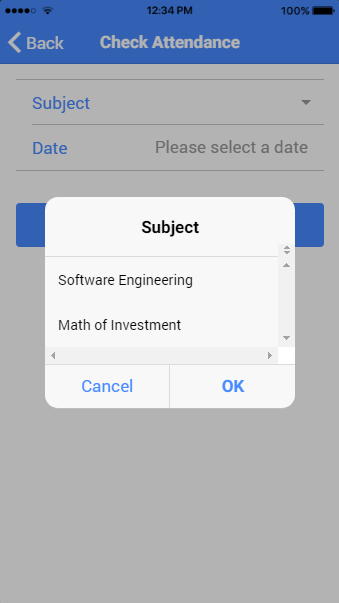 12:34 PM 100%
Back Check Attendance
Subject
Date Please select a date
Subject
Software Engineering
Math of Investment
Cancel OK